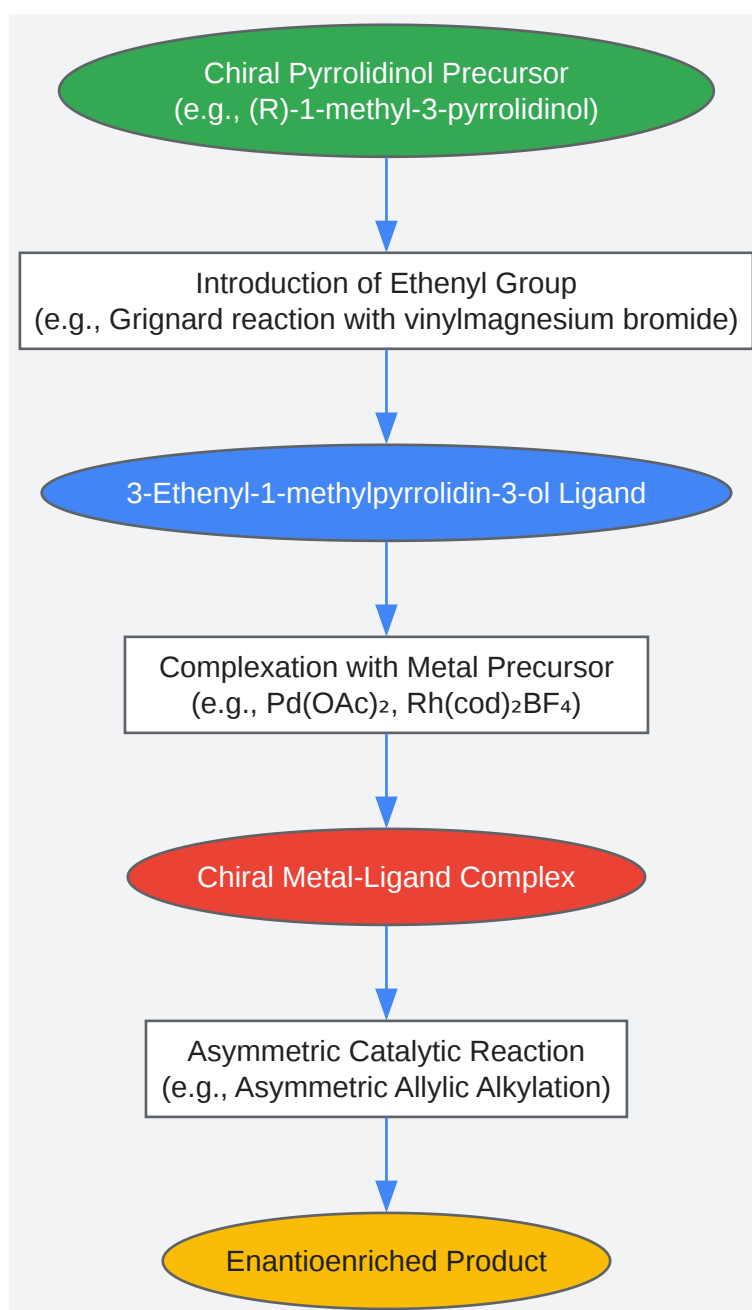 Chiral Pyrrolidinol Precursor
(e.g., (R)-1-methyl-3-pyrrolidinol)
Introduction of Ethenyl Group
(e.g., Grignard reaction with vinylmagnesium bromide)
3-Ethenyl-1-methylpyrrolidin-3-ol Ligand
Complexation with Metal Precursor
(e.g., Pd(OAc)₂, Rh(cod)₂BF₄)
Chiral Metal-Ligand Complex
Asymmetric Catalytic Reaction
(e.g., Asymmetric Allylic Alkylation)
Enantioenriched Product